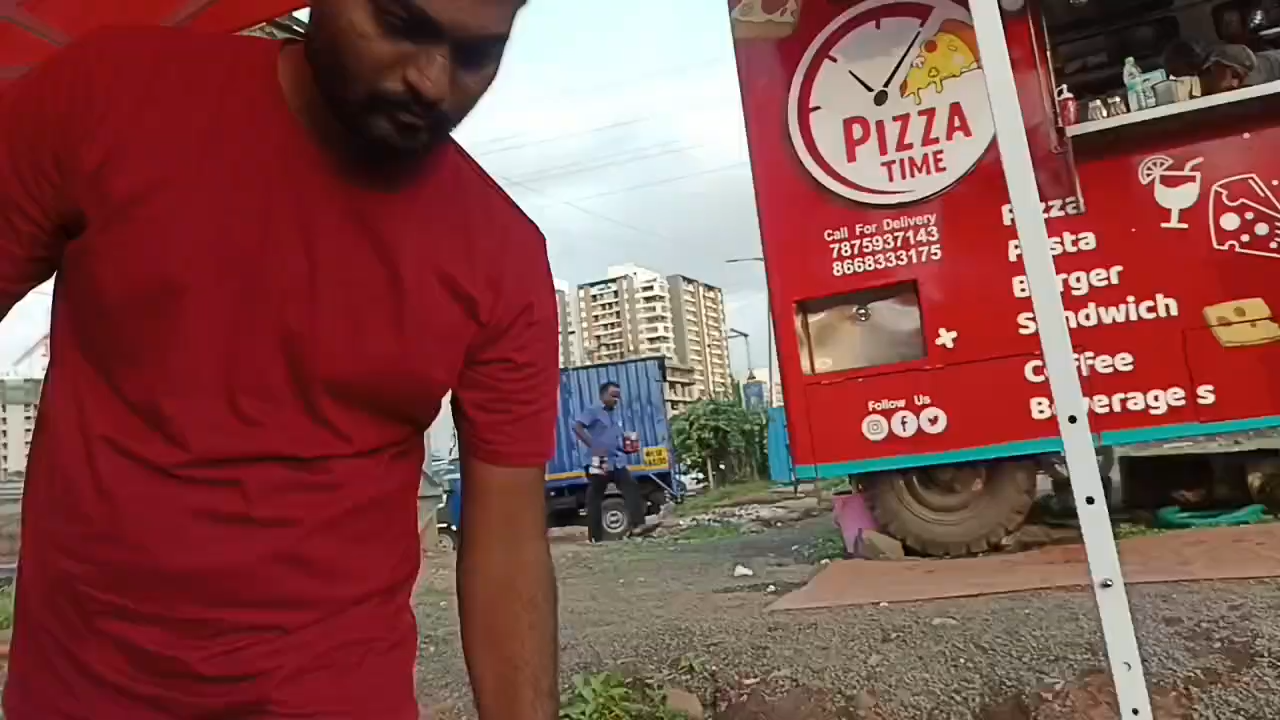 PIZZA
TIME
Call For Delivery
7875937143
8668333175
Pizza
Pasta
Burger
Sandwich
Coffee
Beverages
Follow Us